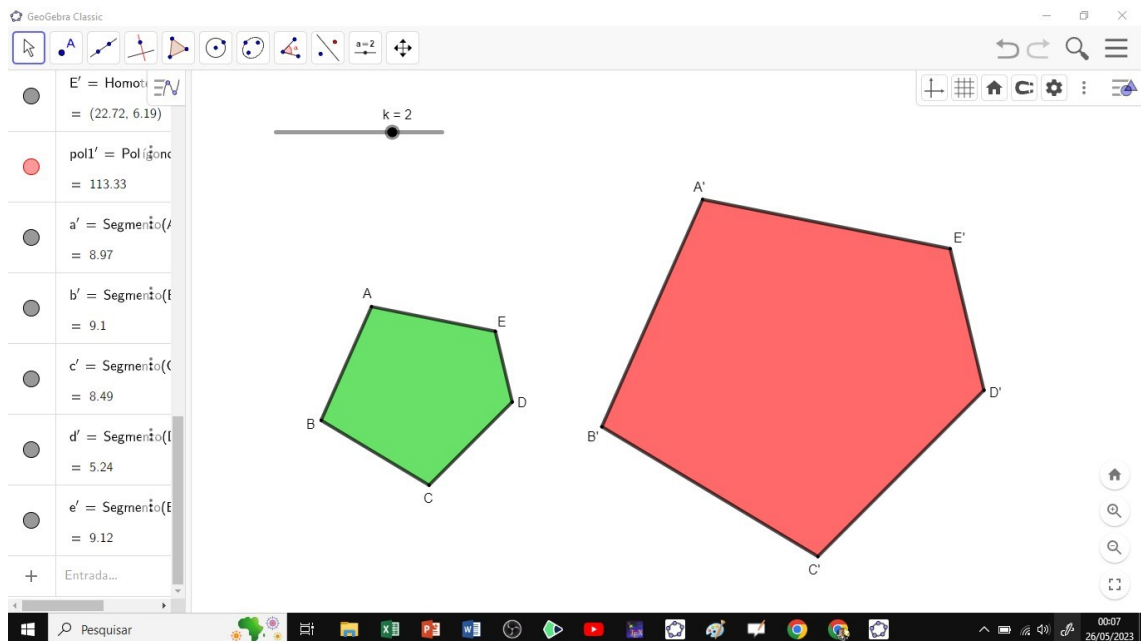 GeoGebra Classic
a=2
E′ = Homote
= (22.72, 6.19)
pol1′ = Polígono
= 113.33
a′ = Segmento(A
= 8.97
b′ = Segmento(B
= 9.1
c′ = Segmento(C
= 8.49
d′ = Segmento(D
= 5.24
e′ = Segmento(E
= 9.12
Entrada...
k = 2
A
E
B
D
C
A'
E'
B'
D'
C'
Pesquisar
00:07
26/05/2023